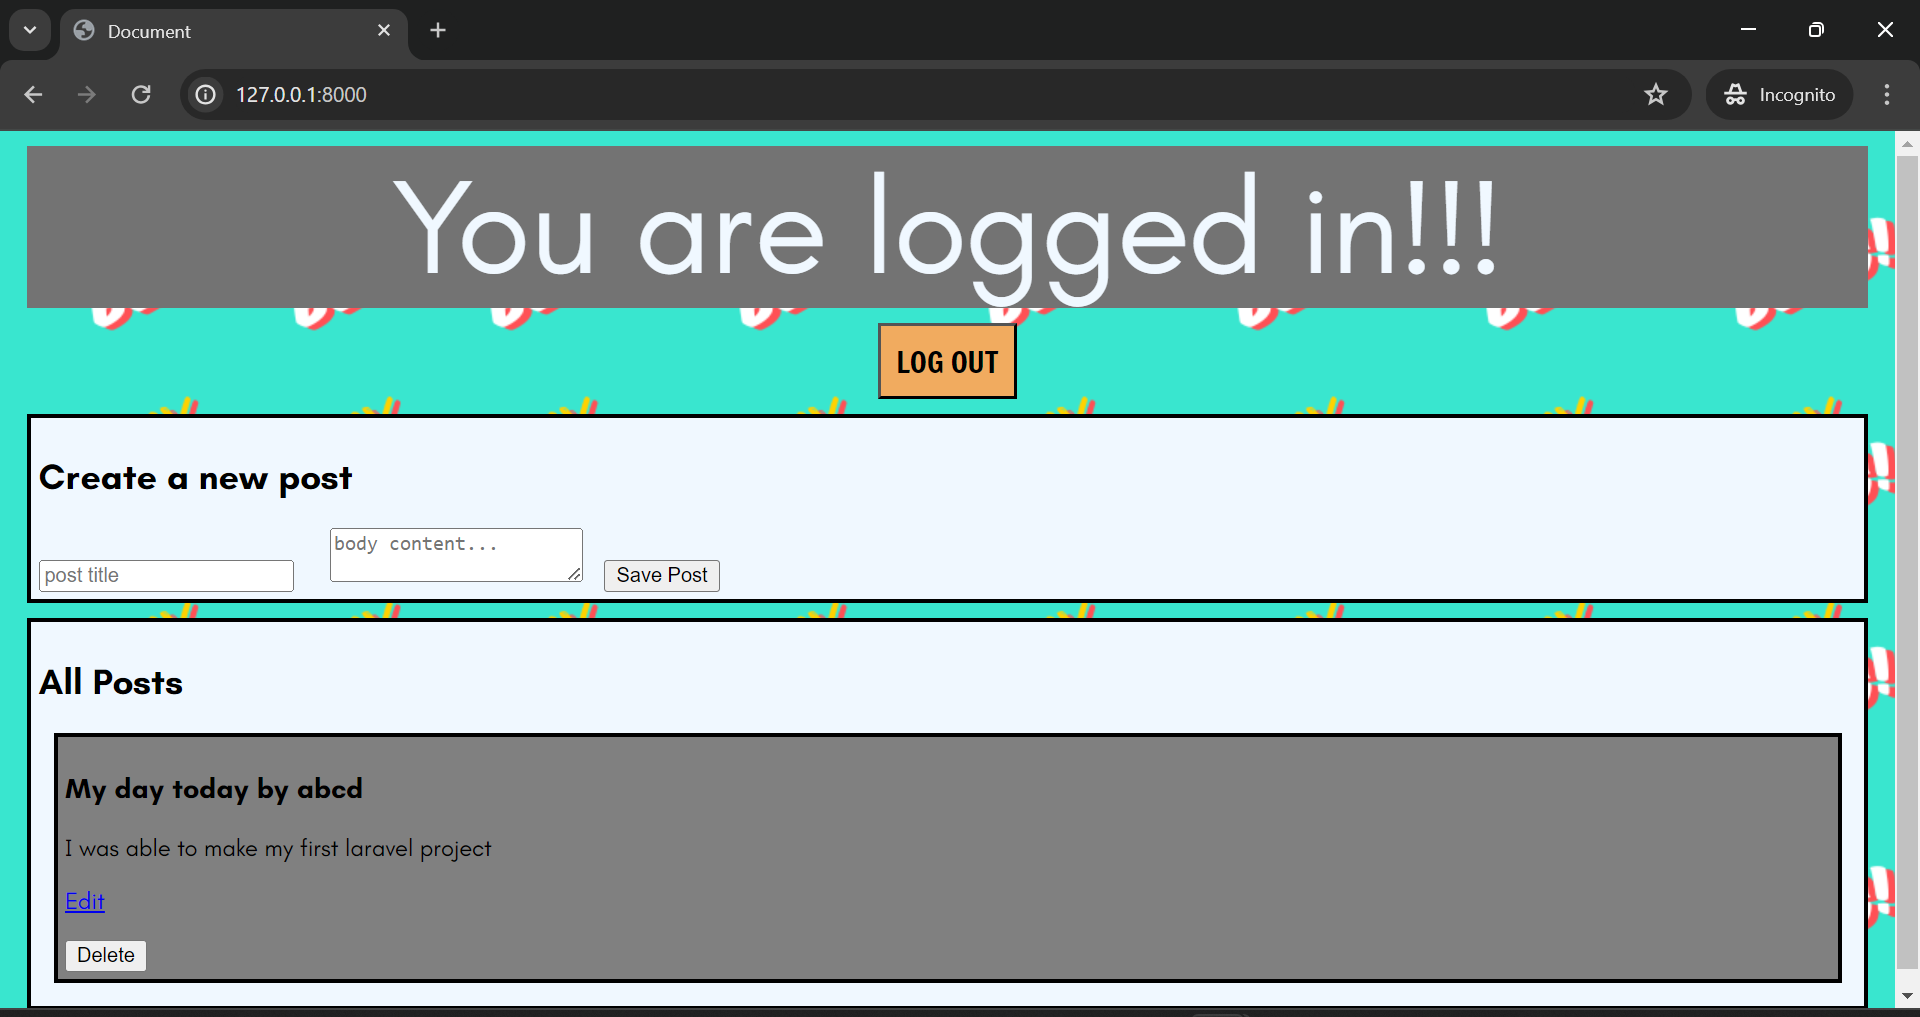 Document
127.0.0.1:8000
Incognito
You are logged in!!!
LOG OUT
Create a new post
post title
body content...
Save Post
All Posts
My day today by abcd
I was able to make my first laravel project
Edit
Delete